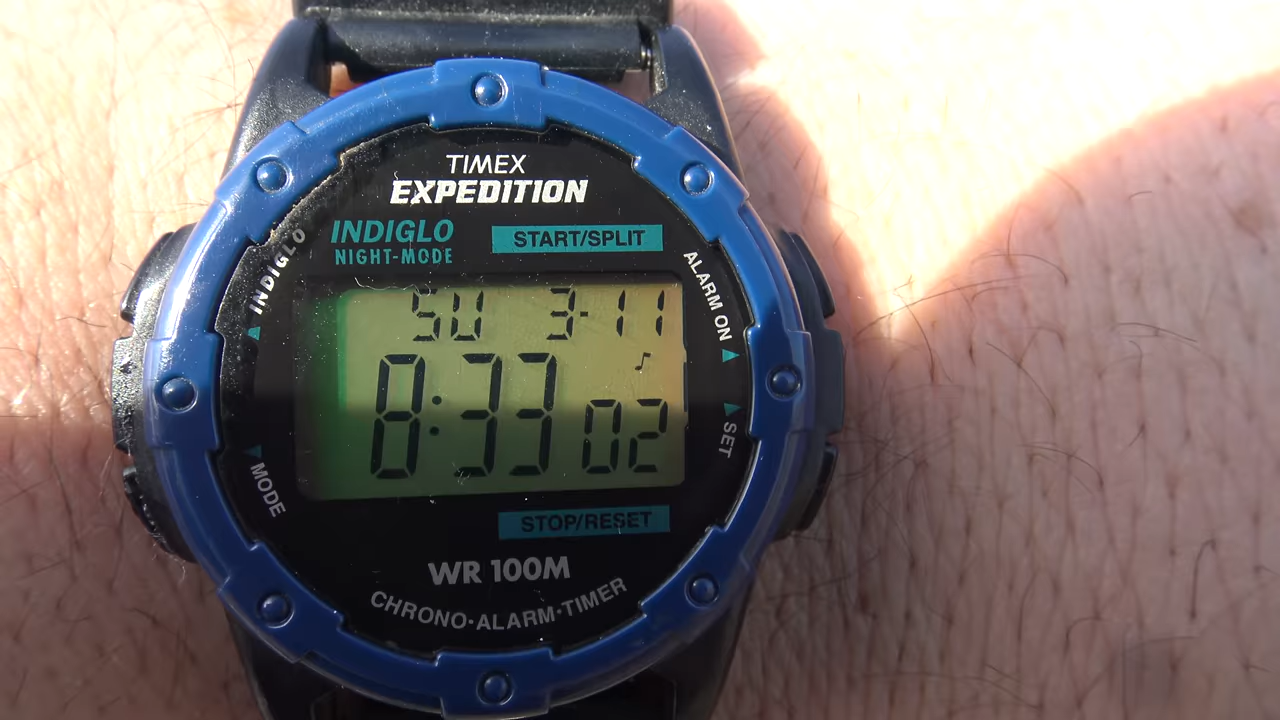 TIMEX
EXPEDITION
INDIGLO
NIGHT-MODE
START/SPLIT
INDIGLO
ALARM ON
SU 3-11
8:33 02
SET
MODE
STOP/RESET
WR 100M
CHRONO•ALARM•TIMER